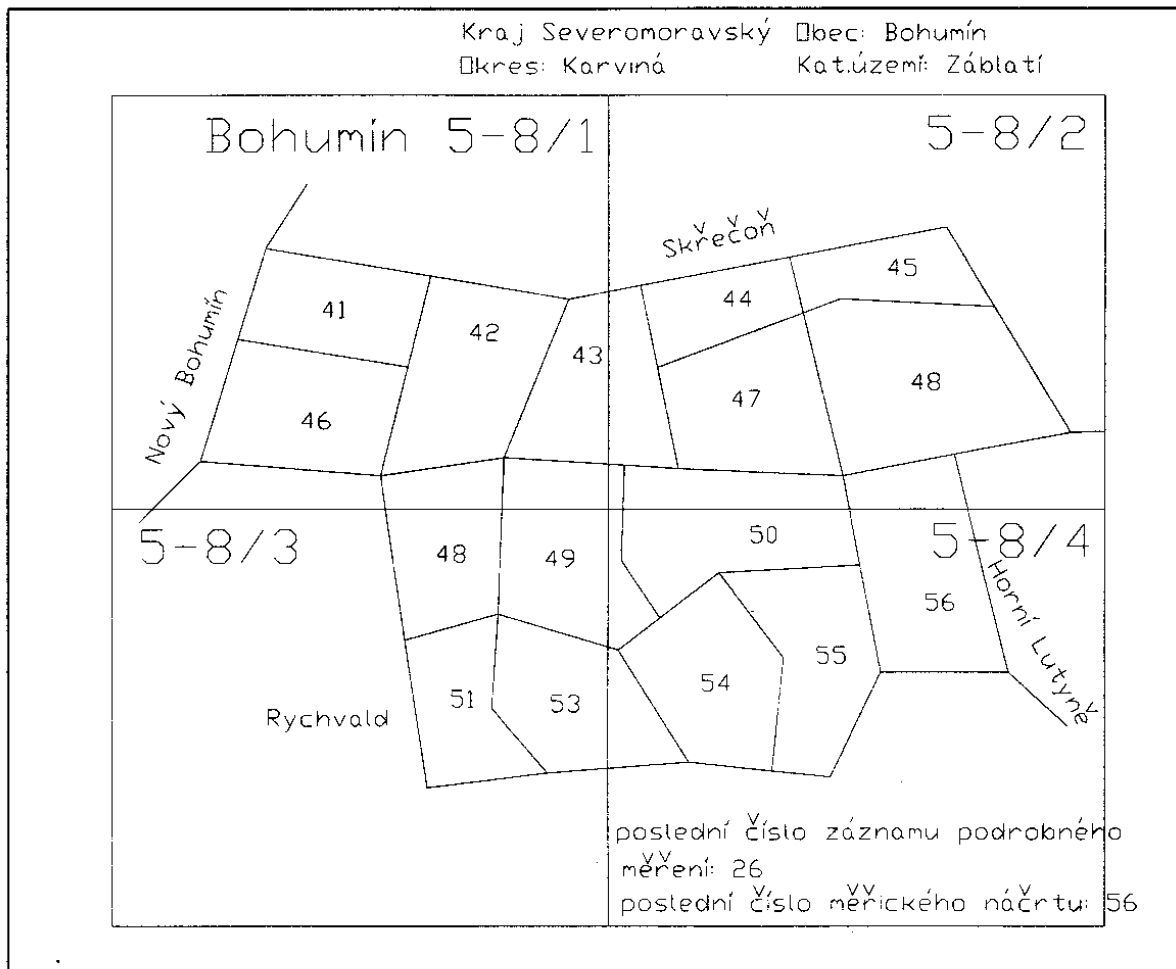 Kraj Severomoravský Obec: Bohumín
Okres: Karviná Kat.území: Záblatí
Bohumín 5-8/1 5-8/2
Skřečoň
Nový Bohumín
41 42 43 44 45
46 47 48
5-8/3 5-8/4
48 49 50
Horní Lutyně
56
51 53 54 55
Rychvald
poslední číslo záznamu podrobného
měření: 26
poslední číslo měřického náčrtu: 56